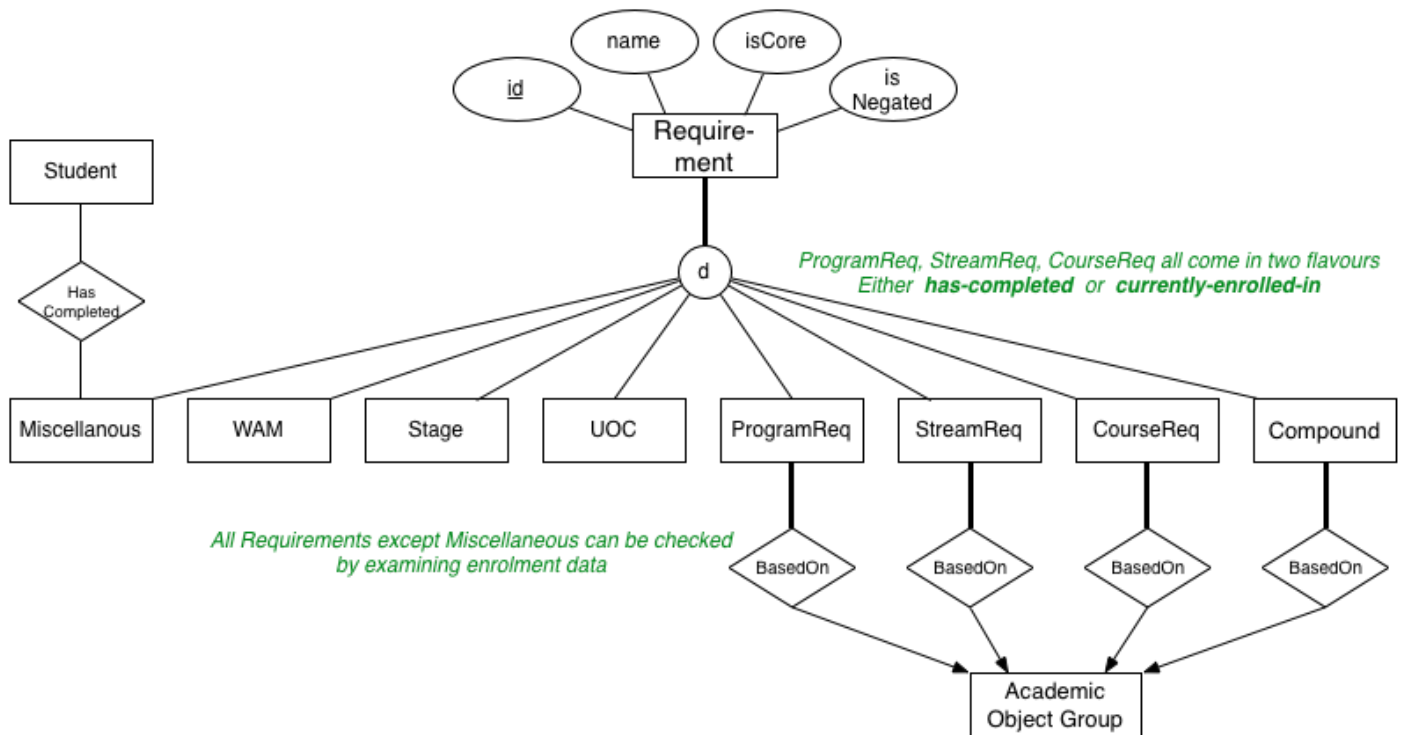 name
isCore
id
is
Negated
Require-
ment
Student
d
ProgramReq, StreamReq, CourseReq all come in two flavours
Either has-completed or currently-enrolled-in
Has
Completed
Miscellanous
WAM
Stage
UOC
ProgramReq
StreamReq
CourseReq
Compound
All Requirements except Miscellaneous can be checked
by examining enrolment data
BasedOn
BasedOn
BasedOn
BasedOn
Academic
Object Group